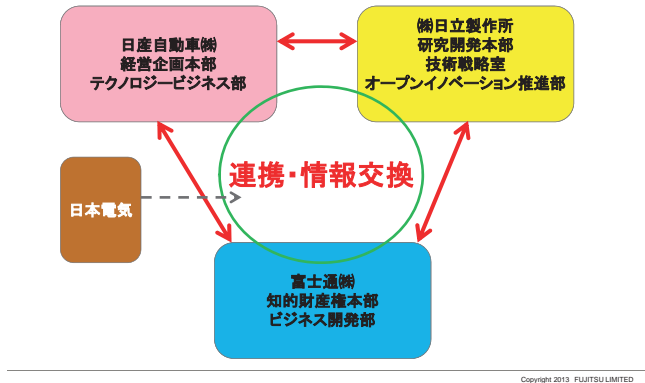 日産自動車㈱
経営企画本部
テクノロジービジネス部
㈱日立製作所
研究開発本部
技術戦略室
オープンイノベーション推進部
連携・情報交換
日本電気
富士通㈱
知的財産権本部
ビジネス開発部
Copyright 2013 FUJITSU LIMITED